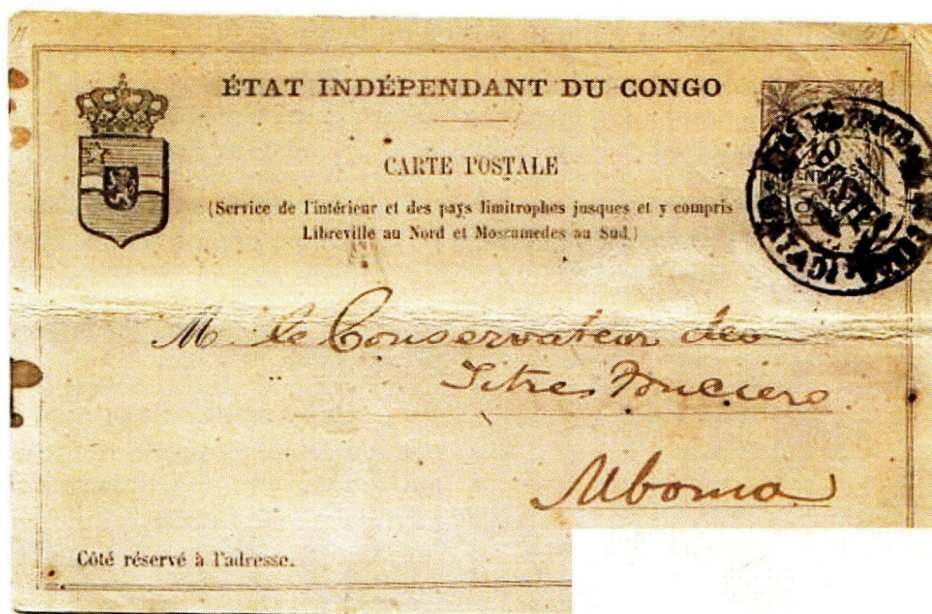 ÉTAT INDÉPENDANT DU CONGO
CARTE POSTALE
(Service de l'intérieur et des pays limitrophes jusques et y compris
Libreville au Nord et Mossamedes au Sud.)
M. le Conservateur des
Titres Fonciers
Mboma
Côté réservé à l'adresse.